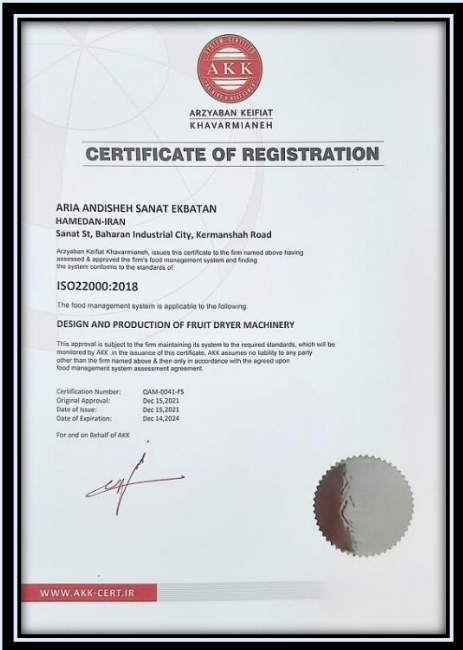 AKK
ARZYABAN KEIFIAT
KHAVARMIANEH
CERTIFICATE OF REGISTRATION
ARIA ANDISHEH SANAT EKBATAN
HAMEDAN-IRAN
Sanat St, Baharan Industrial City, Kermanshah Road
Arzyaban Keifiat Khavarmianeh, issues this certificate to the firm named above having
assessed & approved the firm's food management system and finding
the system conforms to the standards of:
ISO22000:2018
The food management system is applicable to the following:
DESIGN AND PRODUCTION OF FRUIT DRYER MACHINERY
This approval is subject to the firm maintaining its system to the required standards, which will be
monitored by AKK .in the issuance of this certificate, AKK assumes no liability to any party
other than the firm named above & then only in accordance with the agreed upon
food management system assessment agreement.
Certification Number: QAM-0041-FS
Original Approval: Dec 15,2021
Date of Issue: Dec 15,2021
Date of Expiration: Dec 14,2024
For and on Behalf of AKK
WWW.AKK-CERT.IR